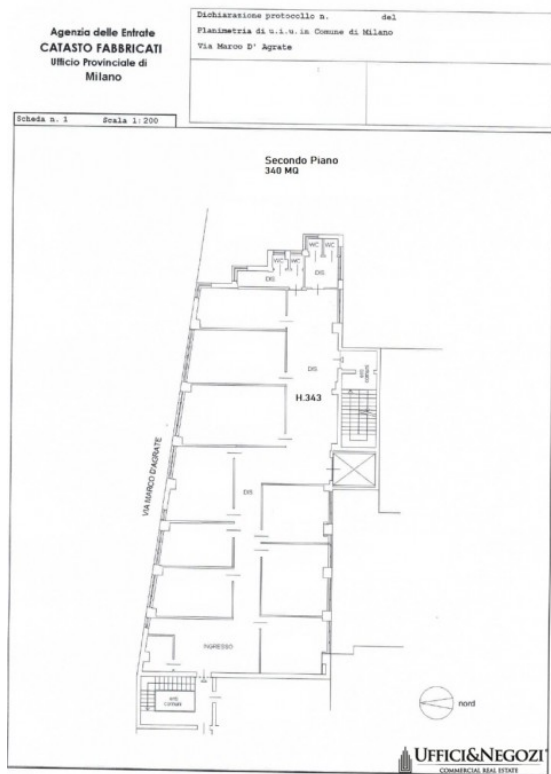 Agenzia delle Entrate
CATASTO FABBRICATI
Ufficio Provinciale di
Milano
Dichiarazione protocollo n. del
Planimetria di u.i.u. in Comune di Milano
Via Marco D' Agrate
Scheda n. 1 Scala 1:200
Secondo Piano
340 MQ
WC WC
WC WC
DIS
DIS
DIS
H.343
VIA MARCO D'AGRATE
DIS
INGRESSO
nord
UFFICI&NEGOZI
COMMERCIAL REAL ESTATE